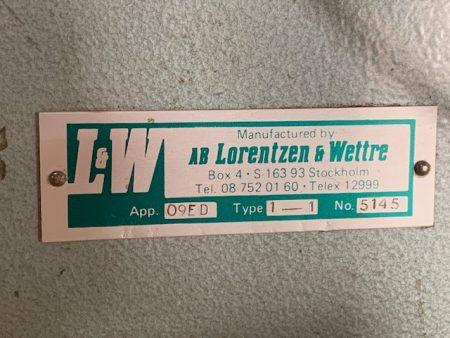 L&W
Manufactured by
AB Lorentzen & Wettre
Box 4 · S 163 93 Stockholm
Tel. 08 752 01 60 · Telex 12999
App. 09FD Type 1—1 No. 5145